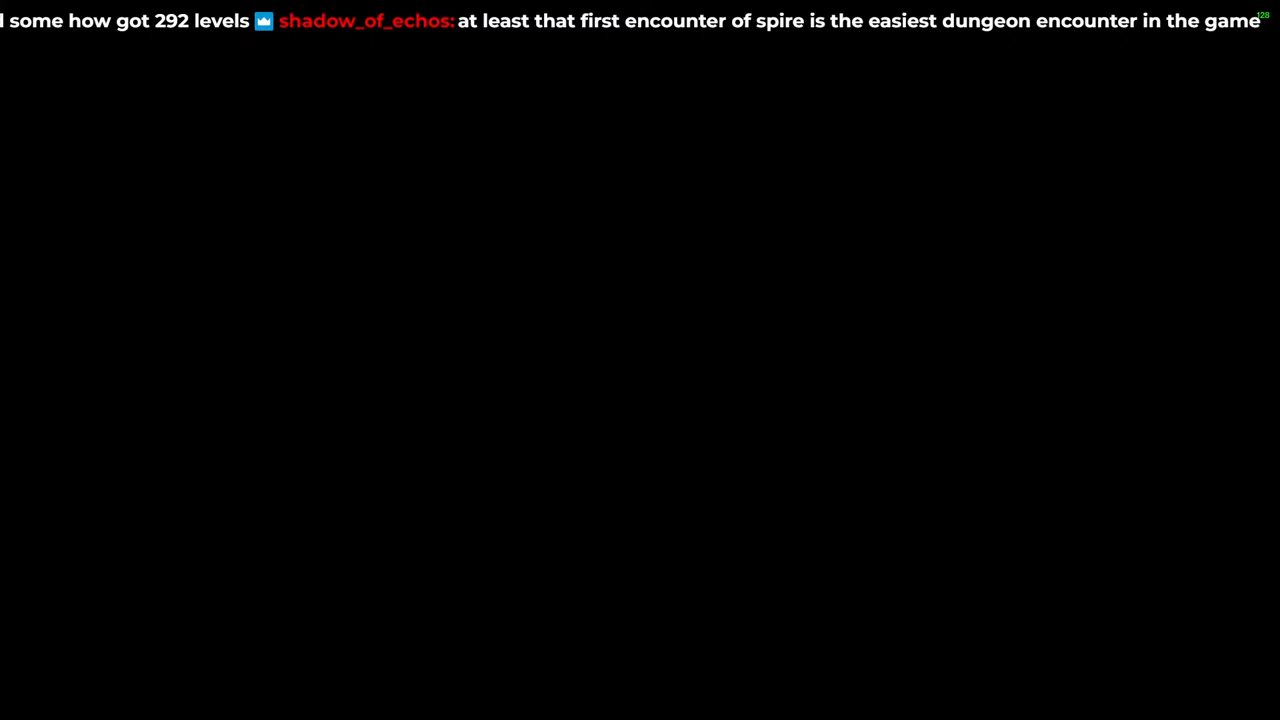 some how got 292 levels shadow_of_echos: at least that first encounter of spire is the easiest dungeon encounter in the game
128